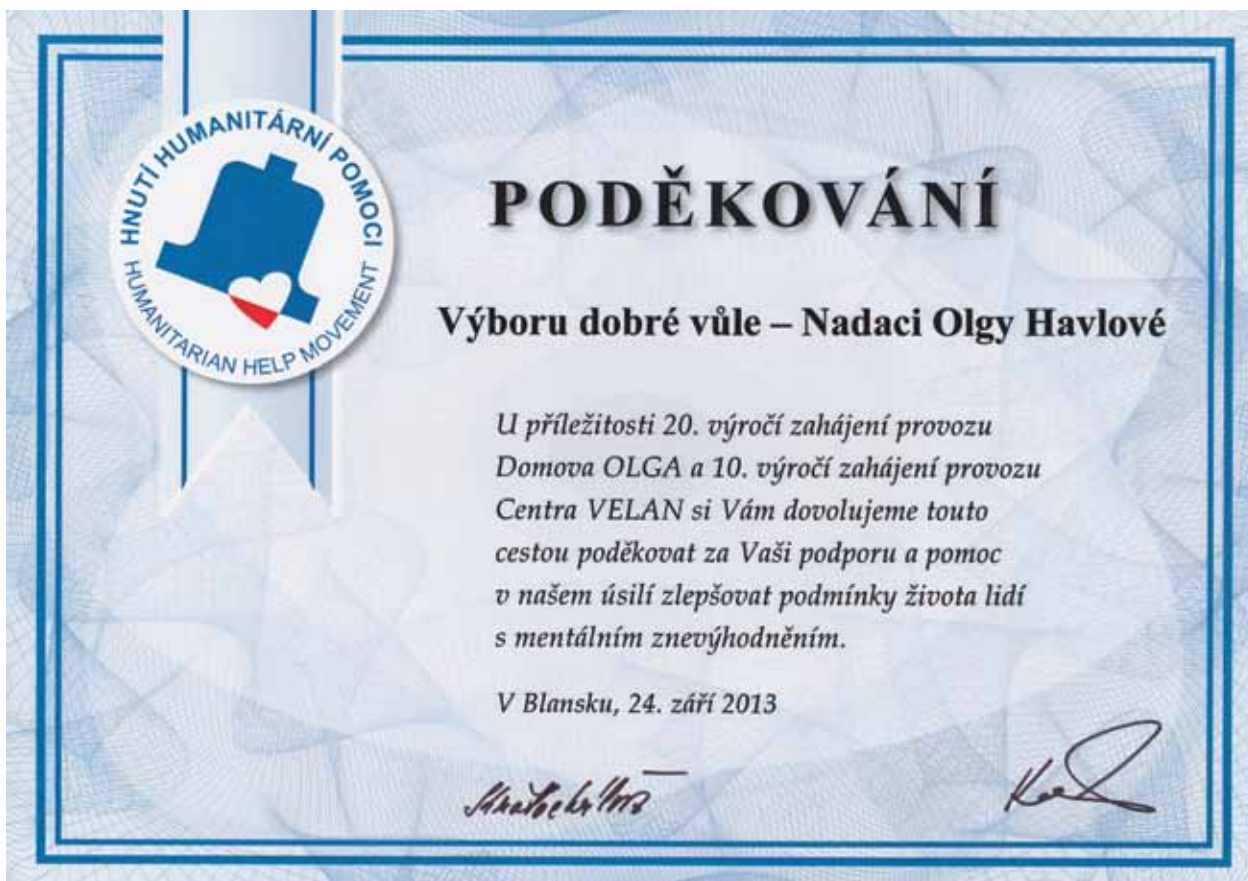 HNUTÍ HUMANITÁRNÍ POMOCI
HUMANITARIAN HELP MOVEMENT
PODĚKOVÁNÍ
Výboru dobré vůle – Nadaci Olgy Havlové
U příležitosti 20. výročí zahájení provozu
Domova OLGA a 10. výročí zahájení provozu
Centra VELAN si Vám dovolujeme touto
cestou poděkovat za Vaši podporu a pomoc
v našem úsilí zlepšovat podmínky života lidí
s mentálním znevýhodněním.
V Blansku, 24. září 2013